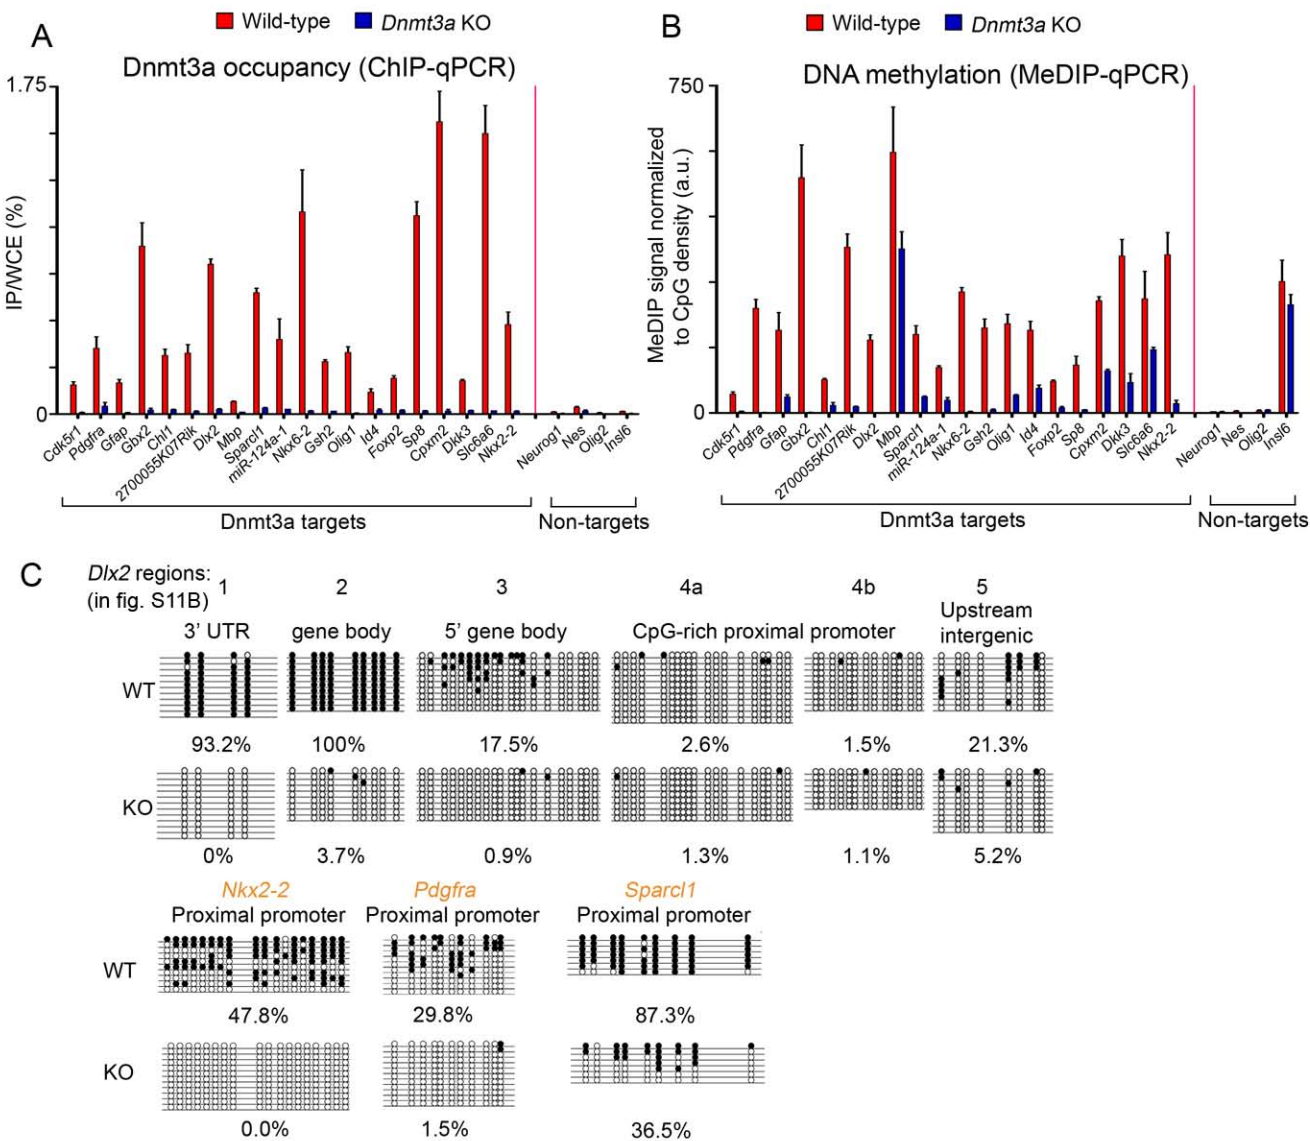 A
Wild-type Dnmt3a KO
Dnmt3a occupancy (ChIP-qPCR)
1.75
IP/WCE (%)
0
Cdk5r1
Pdgfra
Gfap
Gbx2
Chl1
2700055K07Rik
Dlx2
Mbp
Sparcl1
miR-124a-1
Nkx6-2
Gsh2
Olig1
Id4
Foxp2
Sp8
Cpxm2
Dkk3
Slc6a6
Nkx2-2
Neurog1
Nes
Olig2
Insl6
Dnmt3a targets
Non-targets
B
Wild-type Dnmt3a KO
DNA methylation (MeDIP-qPCR)
750
MeDIP signal normalized
to CpG density (a.u.)
0
Cdk5r1
Pdgfra
Gfap
Gbx2
Chl1
2700055K07Rik
Dlx2
Mbp
Sparcl1
miR-124a-1
Nkx6-2
Gsh2
Olig1
Id4
Foxp2
Sp8
Cpxm2
Dkk3
Slc6a6
Nkx2-2
Neurog1
Nes
Olig2
Insl6
Dnmt3a targets
Non-targets
C
Dlx2 regions:
(in fig. S11B)
1 2 3 4a 4b 5
3' UTR gene body 5' gene body CpG-rich proximal promoter Upstream
intergenic
WT
93.2% 100% 17.5% 2.6% 1.5% 21.3%
KO
0% 3.7% 0.9% 1.3% 1.1% 5.2%
Nkx2-2 Pdgfra Sparcl1
Proximal promoter Proximal promoter Proximal promoter
WT
47.8% 29.8% 87.3%
KO
0.0% 1.5% 36.5%